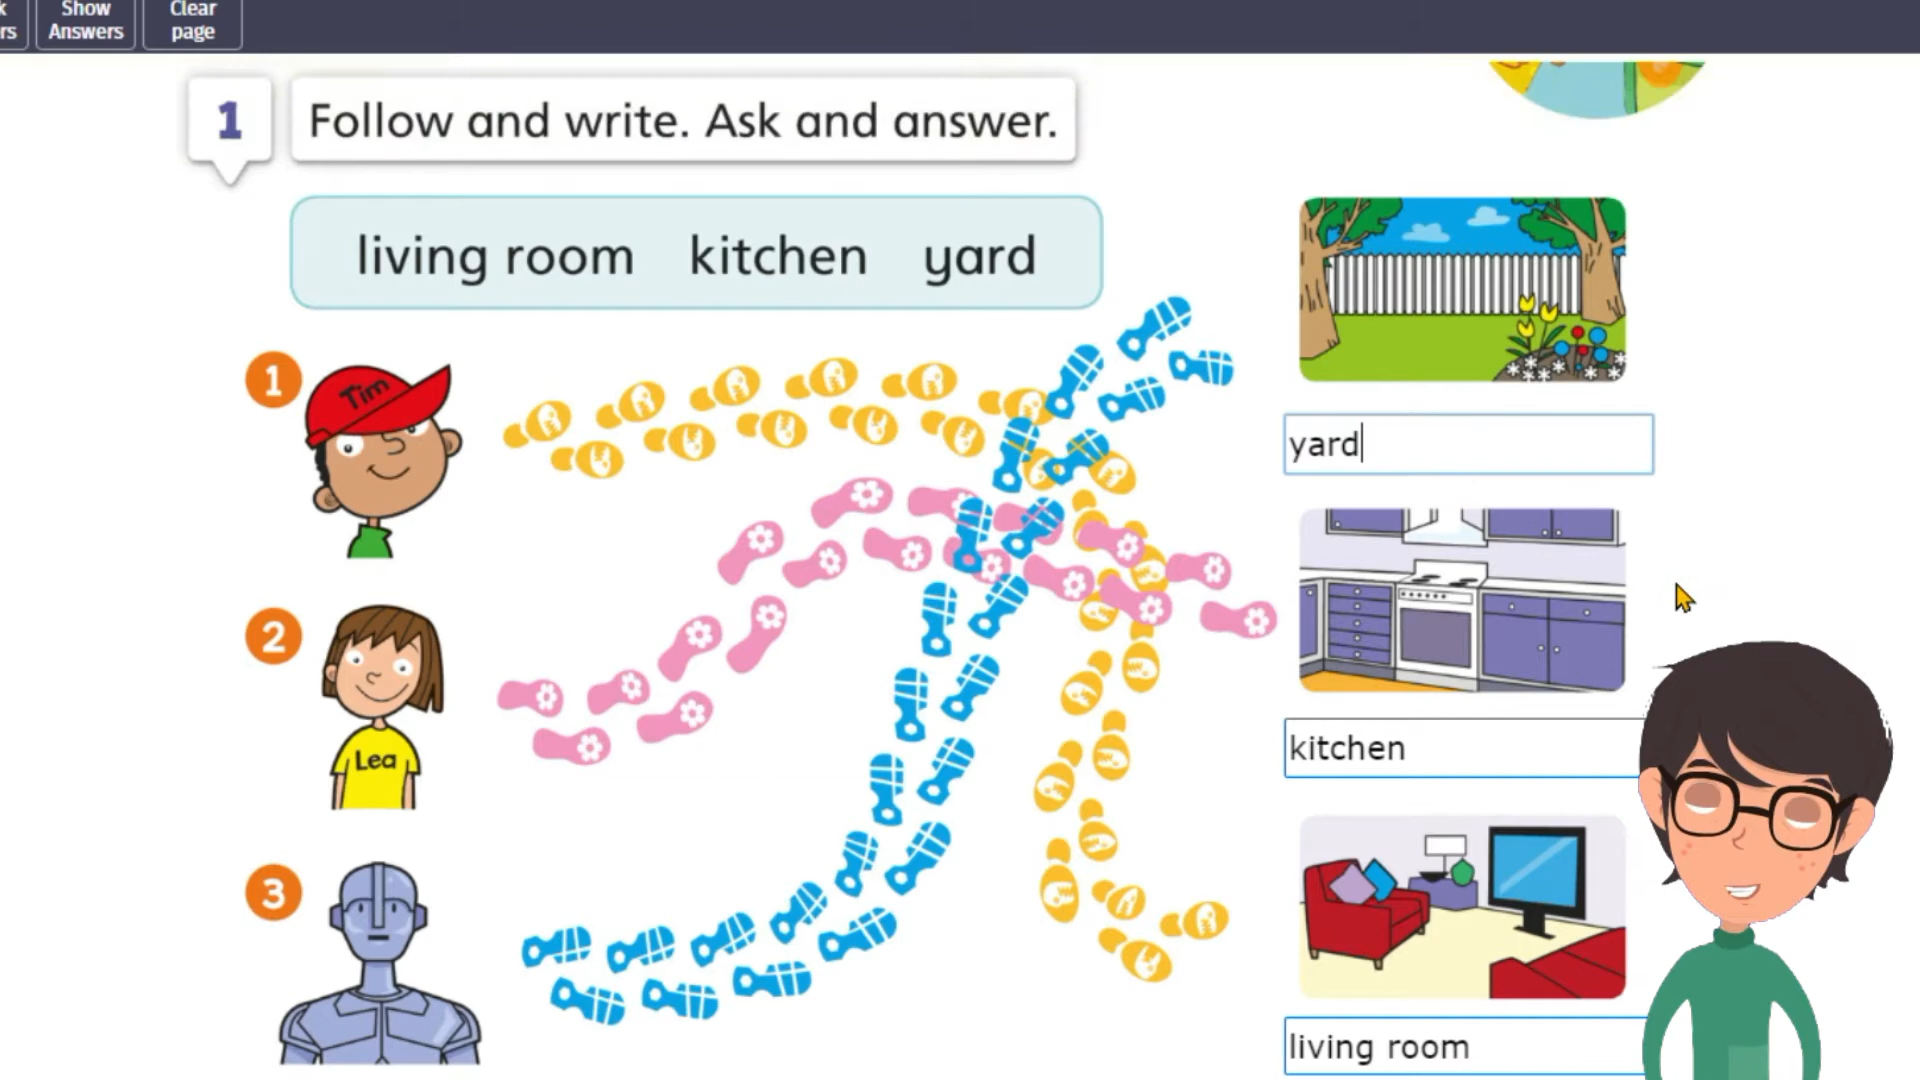 k
rs
Show
Answers
Clear
page
1
Follow and write. Ask and answer.
living room kitchen yard
1
Tim
yard
2
Lea
kitchen
3
living room